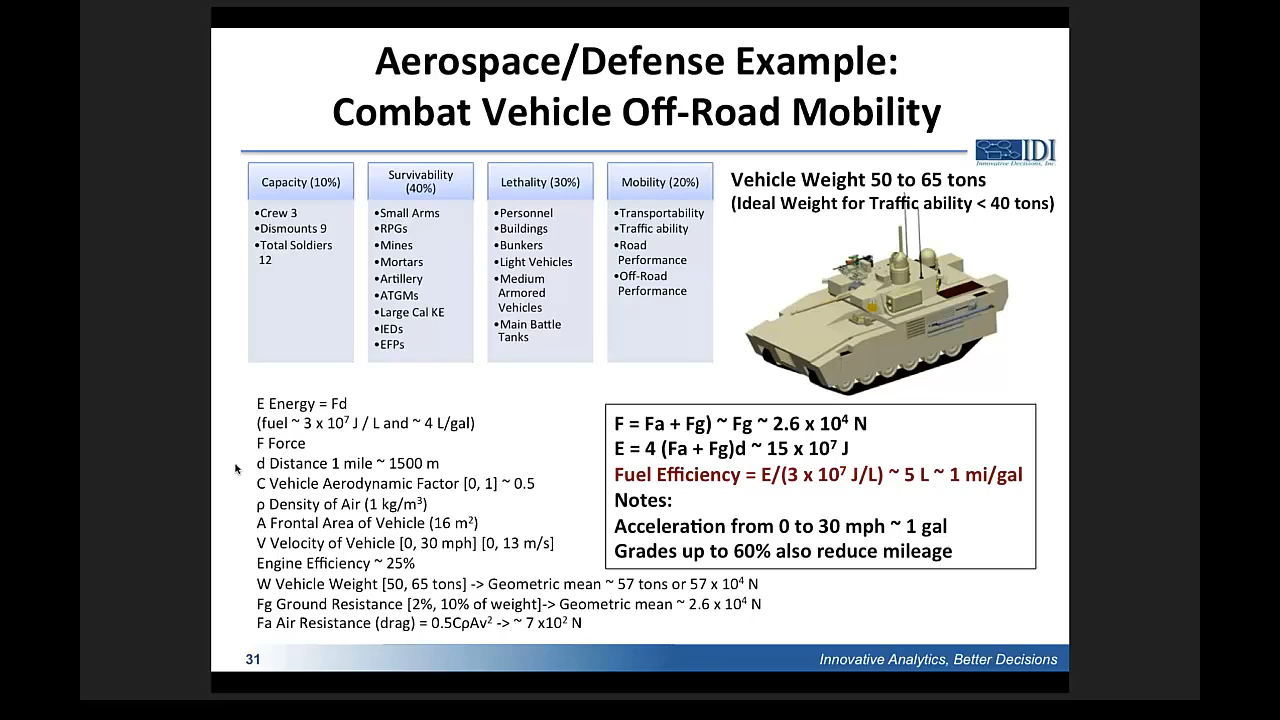 Aerospace/Defense Example:
Combat Vehicle Off-Road Mobility
IDI
Innovative Decisions, Inc.
Capacity (10%)
•Crew 3
•Dismounts 9
•Total Soldiers
12
Survivability
(40%)
•Small Arms
•RPGs
•Mines
•Mortars
•Artillery
•ATGMs
•Large Cal KE
•IEDs
•EFPs
Lethality (30%)
•Personnel
•Buildings
•Bunkers
•Light Vehicles
•Medium
Armored
Vehicles
•Main Battle
Tanks
Mobility (20%)
•Transportability
•Traffic ability
•Road
Performance
•Off-Road
Performance
Vehicle Weight 50 to 65 tons
(Ideal Weight for Traffic ability < 40 tons)
E Energy = Fd
(fuel ~ 3 x 10⁷ J / L and ~ 4 L/gal)
F Force
d Distance 1 mile ~ 1500 m
C Vehicle Aerodynamic Factor [0, 1] ~ 0.5
ρ Density of Air (1 kg/m³)
A Frontal Area of Vehicle (16 m²)
V Velocity of Vehicle [0, 30 mph] [0, 13 m/s]
Engine Efficiency ~ 25%
W Vehicle Weight [50, 65 tons] -> Geometric mean ~ 57 tons or 57 x 10⁴ N
Fg Ground Resistance [2%, 10% of weight]-> Geometric mean ~ 2.6 x 10⁴ N
Fa Air Resistance (drag) = 0.5CρAv² -> ~ 7 x10² N
F = Fa + Fg) ~ Fg ~ 2.6 x 10⁴ N
E = 4 (Fa + Fg)d ~ 15 x 10⁷ J
Fuel Efficiency = E/(3 x 10⁷ J/L) ~ 5 L ~ 1 mi/gal
Notes:
Acceleration from 0 to 30 mph ~ 1 gal
Grades up to 60% also reduce mileage
31
Innovative Analytics, Better Decisions